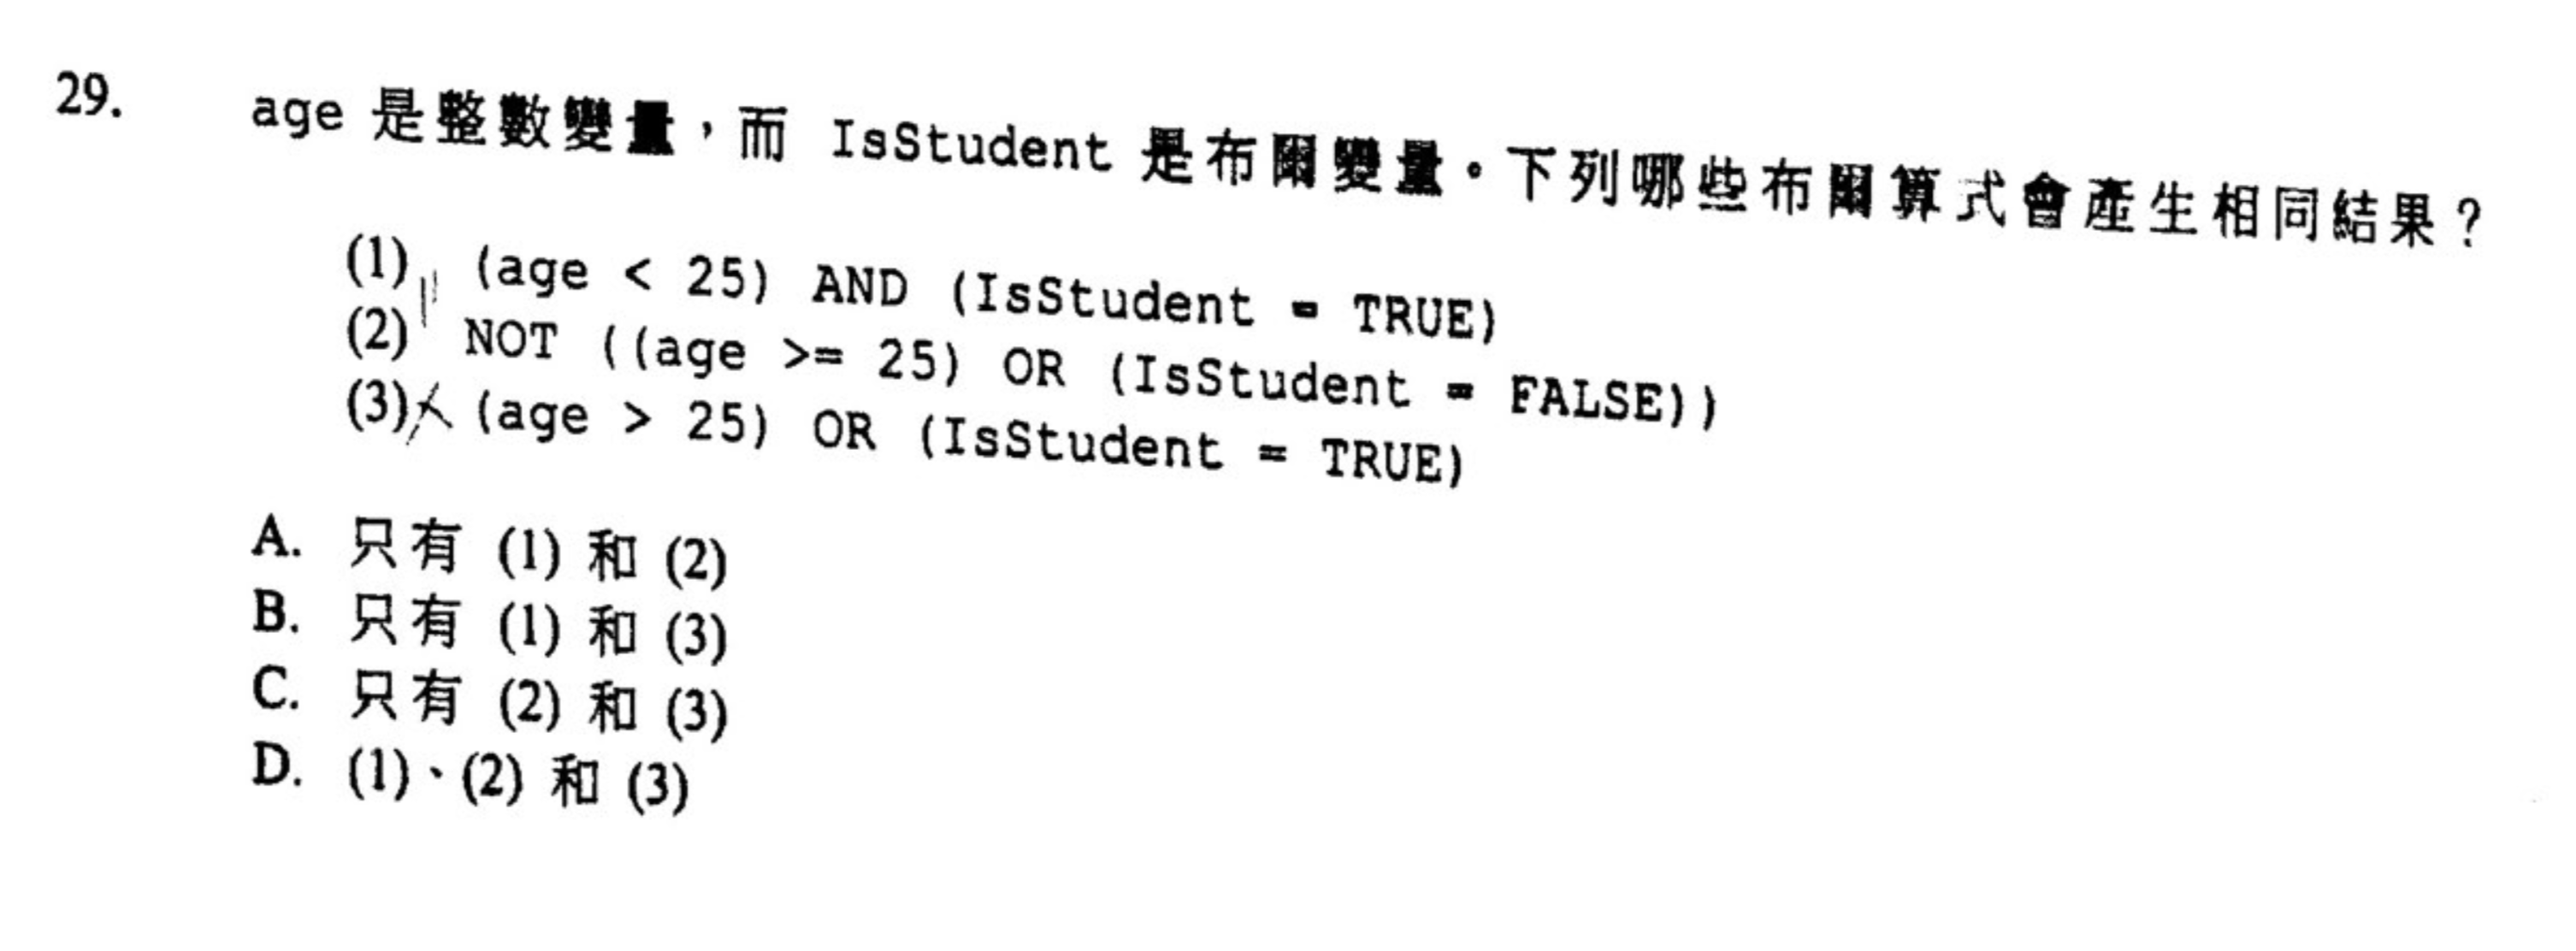 29. age 是整數變量，而 IsStudent 是布爾變量。下列哪些布爾算式會產生相同結果？
(1) (age < 25) AND (IsStudent = TRUE)
(2) NOT ((age >= 25) OR (IsStudent = FALSE))
(3) (age > 25) OR (IsStudent = TRUE)
A. 只有 (1) 和 (2)
B. 只有 (1) 和 (3)
C. 只有 (2) 和 (3)
D. (1)、(2) 和 (3)